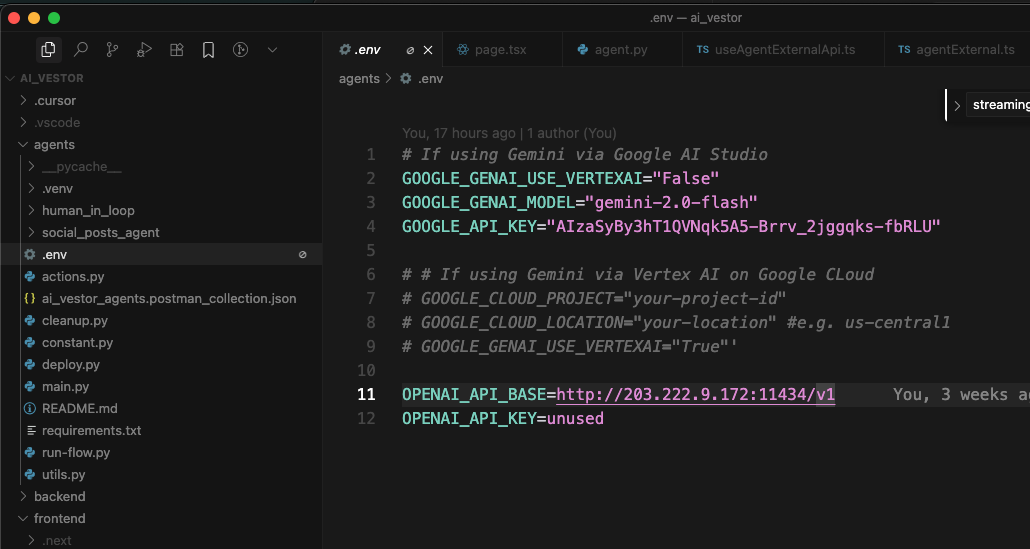 .env — ai_vestor
.env
page.tsx
agent.py
TS useAgentExternalApi.ts
TS agentExternal.ts
AI_VESTOR
.cursor
.vscode
agents
__pycache__
.venv
human_in_loop
social_posts_agent
.env
actions.py
{} ai_vestor_agents.postman_collection.json
cleanup.py
constant.py
deploy.py
main.py
README.md
requirements.txt
run-flow.py
utils.py
backend
frontend
.next
agents > .env
streaming
You, 17 hours ago | 1 author (You)
1 # If using Gemini via Google AI Studio
2 GOOGLE_GENAI_USE_VERTEXAI="False"
3 GOOGLE_GENAI_MODEL="gemini-2.0-flash"
4 GOOGLE_API_KEY="AIzaSyBy3hT1QVNqk5A5-Brrv_2jggqks-fbRLU"
5
6 # # If using Gemini via Vertex AI on Google CLoud
7 # GOOGLE_CLOUD_PROJECT="your-project-id"
8 # GOOGLE_CLOUD_LOCATION="your-location" #e.g. us-central1
9 # GOOGLE_GENAI_USE_VERTEXAI="True"'
10
11 OPENAI_API_BASE=http://203.222.9.172:11434/v1 You, 3 weeks
12 OPENAI_API_KEY=unused